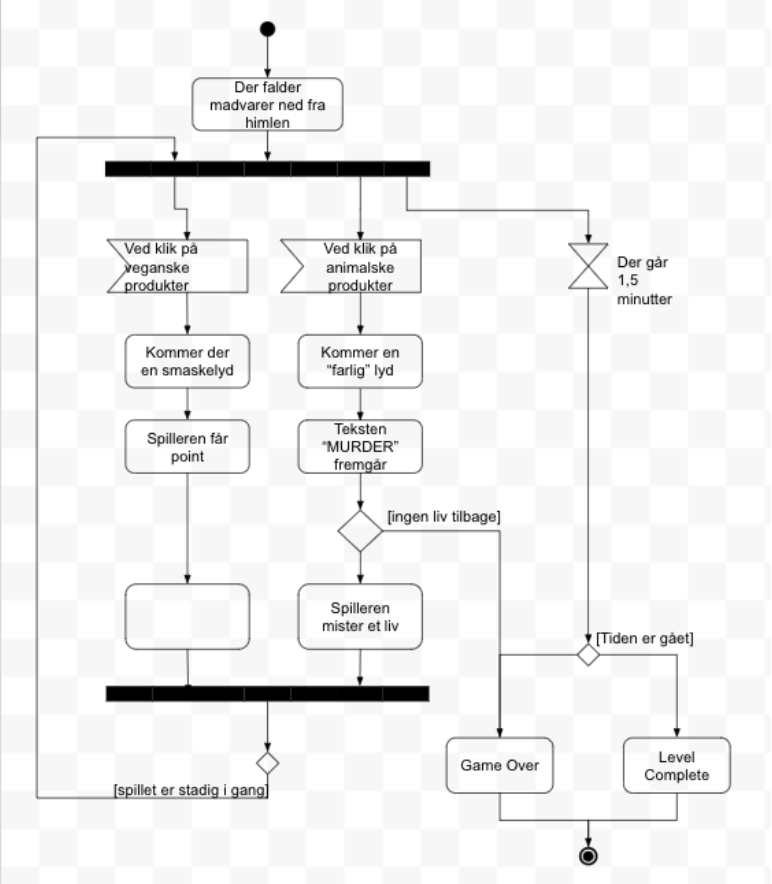 Der falder
madvarer ned fra
himlen
Ved klik på
veganske
produkter
Ved klik på
animalske
produkter
Der går
1,5
minutter
Kommer der
en smaskelyd
Kommer en
“farlig” lyd
Spilleren får
point
Teksten
“MURDER”
fremgår
[ingen liv tilbage]
Spilleren
mister et liv
[Tiden er gået]
Game Over
Level
Complete
[spillet er stadig i gang]